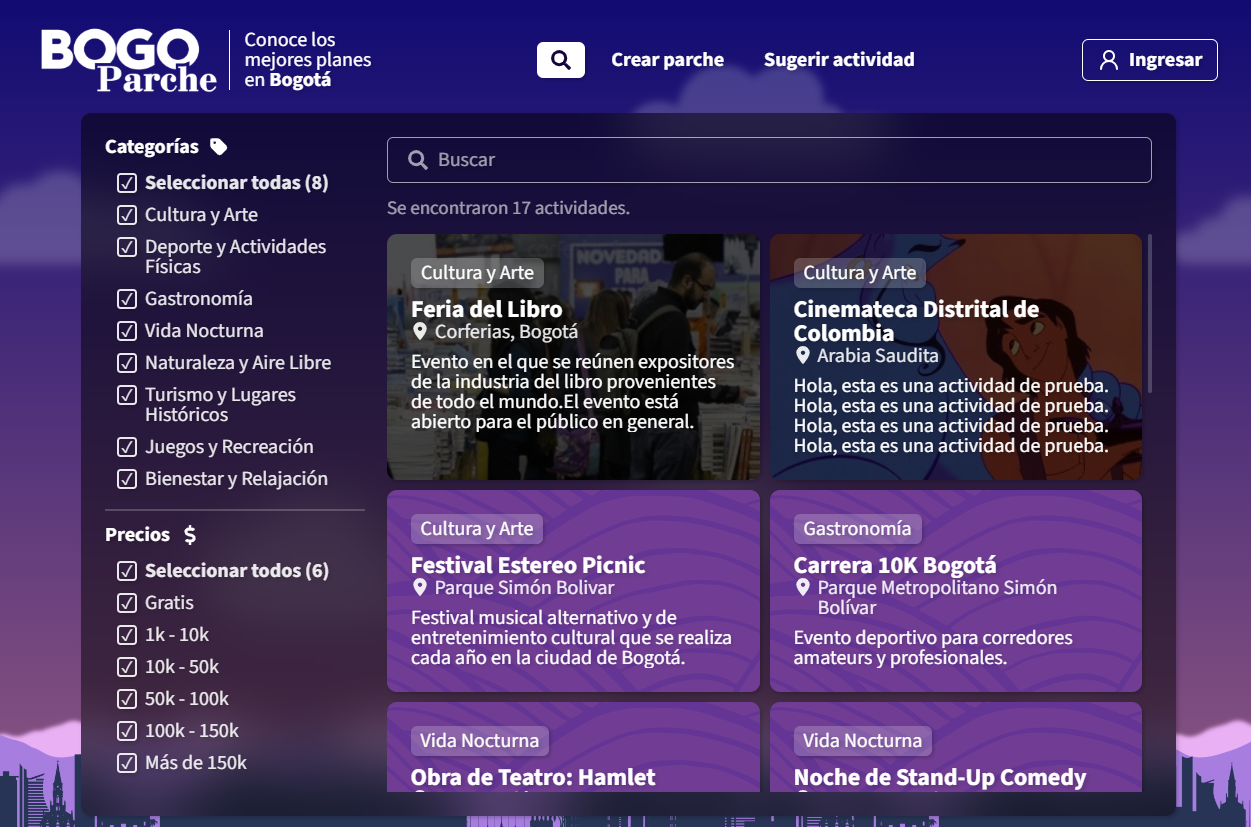 BOGO
Parche
Conoce los
mejores planes
en Bogotá
Crear parche
Sugerir actividad
Ingresar
Categorías
Seleccionar todas (8)
Cultura y Arte
Deporte y Actividades
Físicas
Gastronomía
Vida Nocturna
Naturaleza y Aire Libre
Turismo y Lugares
Históricos
Juegos y Recreación
Bienestar y Relajación
Precios $
Seleccionar todos (6)
Gratis
1k - 10k
10k - 50k
50k - 100k
100k - 150k
Más de 150k
Buscar
Se encontraron 17 actividades.
NOVEDAD
PARA
Cultura y Arte
Feria del Libro
Corferias, Bogotá
Evento en el que se reúnen expositores
de la industria del libro provenientes
de todo el mundo.El evento está
abierto para el público en general.
Cultura y Arte
Cinemateca Distrital de
Colombia
Arabia Saudita
Hola, esta es una actividad de prueba.
Hola, esta es una actividad de prueba.
Hola, esta es una actividad de prueba.
Hola, esta es una actividad de prueba.
Cultura y Arte
Festival Estereo Picnic
Parque Simón Bolivar
Festival musical alternativo y de
entretenimiento cultural que se realiza
cada año en la ciudad de Bogotá.
Gastronomía
Carrera 10K Bogotá
Parque Metropolitano Simón
Bolívar
Evento deportivo para corredores
amateurs y profesionales.
Vida Nocturna
Obra de Teatro: Hamlet
Vida Nocturna
Noche de Stand-Up Comedy